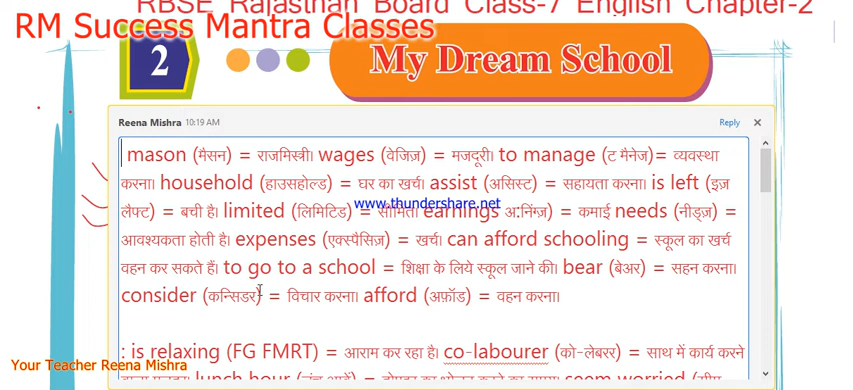 RBSE Rajasthan Board Class-7 English Chapter-2
RM Success Mantra Classes
2
My Dream School
Reena Mishra 10:19 AM
Reply
mason (मैसन) = राजमिस्त्री। wages (वेजिज़) = मजदूरी। to manage (ट मैनेज)= व्यवस्था
करना। household (हाउसहोल्ड) = घर का खर्च। assist (असिस्ट) = सहायता करना। is left (इज़
लैफ्ट) = बची है। limited (लिमिटिड) = सीमित। earnings अःनिंग्ज़) = कमाई needs (नीड्ज़) =
www.thundershare.net
आवश्यकता होती है। expenses (एक्स्पैसिज़) = खर्च। can afford schooling = स्कूल का खर्च
वहन कर सकते हैं। to go to a school = शिक्षा के लिये स्कूल जाने की। bear (बेअर) = सहन करना।
consider (कन्सिडर) = विचार करना। afford (अफ़ॉड) = वहन करना।
: is relaxing (FG FMRT) = आराम कर रहा है। co-labourer (को-लेबरर) = साथ में कार्य करने
lunch hour = seem worried
Your Teacher Reena Mishra